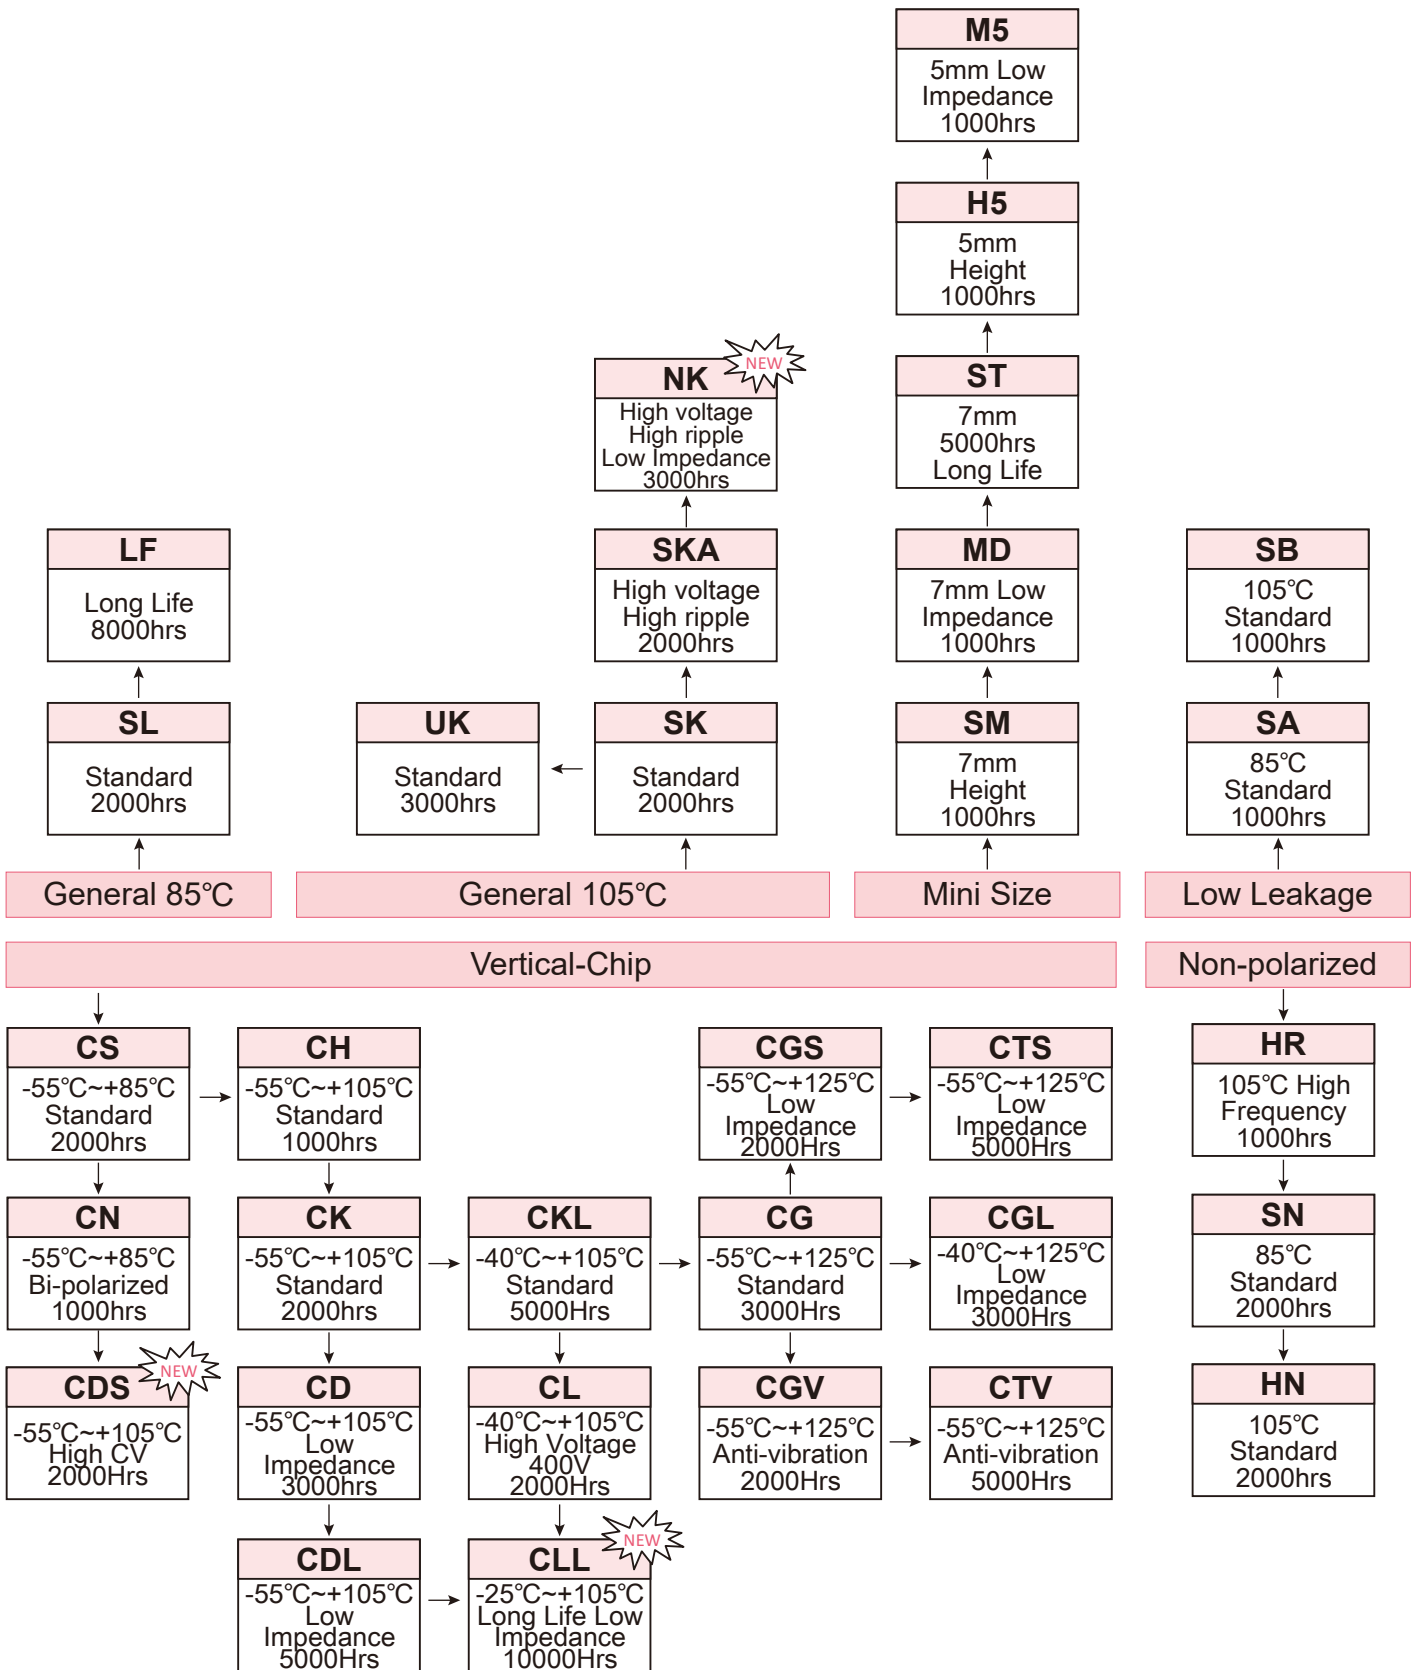 M5
5mm Low
Impedance
1000hrs
H5
5mm
Height
1000hrs
NEW
NK
High voltage
High ripple
Low Impedance
3000hrs
ST
7mm
5000hrs
Long Life
LF
Long Life
8000hrs
SKA
High voltage
High ripple
2000hrs
MD
7mm Low
Impedance
1000hrs
SB
105℃
Standard
1000hrs
SL
Standard
2000hrs
UK
Standard
3000hrs
SK
Standard
2000hrs
SM
7mm
Height
1000hrs
SA
85℃
Standard
1000hrs
General 85℃
General 105℃
Mini Size
Low Leakage
Vertical-Chip
Non-polarized
CS
-55℃~+85℃
Standard
2000hrs
CH
-55℃~+105℃
Standard
1000hrs
CGS
-55℃~+125℃
Low
Impedance
2000Hrs
CTS
-55℃~+125℃
Low
Impedance
5000Hrs
HR
105℃ High
Frequency
1000hrs
CN
-55℃~+85℃
Bi-polarized
1000hrs
CK
-55℃~+105℃
Standard
2000hrs
CKL
-40℃~+105℃
Standard
5000Hrs
CG
-55℃~+125℃
Standard
3000Hrs
CGL
-40℃~+125℃
Low
Impedance
3000Hrs
SN
85℃
Standard
2000hrs
NEW
CDS
-55℃~+105℃
High CV
2000Hrs
CD
-55℃~+105℃
Low
Impedance
3000hrs
CL
-40℃~+105℃
High Voltage
400V
2000Hrs
CGV
-55℃~+125℃
Anti-vibration
2000Hrs
CTV
-55℃~+125℃
Anti-vibration
5000Hrs
HN
105℃
Standard
2000hrs
CDL
-55℃~+105℃
Low
Impedance
5000Hrs
NEW
CLL
-25℃~+105℃
Long Life Low
Impedance
10000Hrs